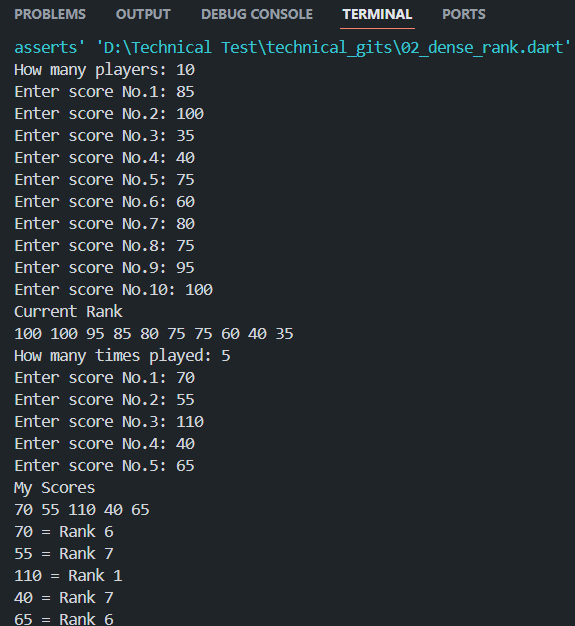 PROBLEMS OUTPUT DEBUG CONSOLE TERMINAL PORTS
asserts' 'D:\Technical Test\technical_gits\02_dense_rank.dart'
How many players: 10
Enter score No.1: 85
Enter score No.2: 100
Enter score No.3: 35
Enter score No.4: 40
Enter score No.5: 75
Enter score No.6: 60
Enter score No.7: 80
Enter score No.8: 75
Enter score No.9: 95
Enter score No.10: 100
Current Rank
100 100 95 85 80 75 75 60 40 35
How many times played: 5
Enter score No.1: 70
Enter score No.2: 55
Enter score No.3: 110
Enter score No.4: 40
Enter score No.5: 65
My Scores
70 55 110 40 65
70 = Rank 6
55 = Rank 7
110 = Rank 1
40 = Rank 7
65 = Rank 6